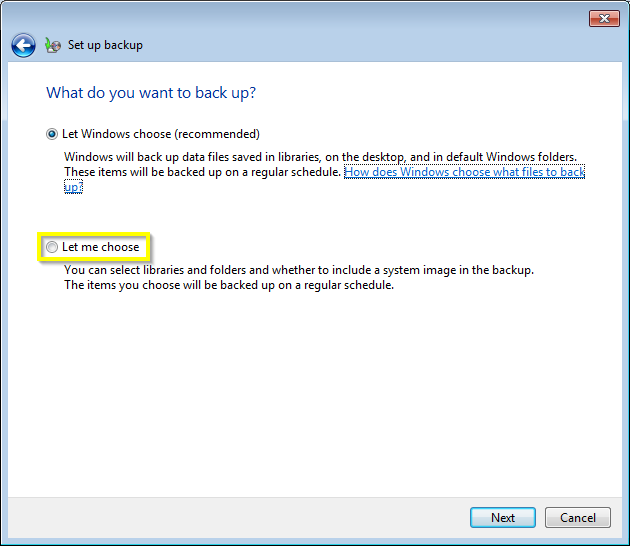 Set up backup
What do you want to back up?
Let Windows choose (recommended)
Windows will back up data files saved in libraries, on the desktop, and in default Windows folders.
These items will be backed up on a regular schedule. How does Windows choose what files to back
up?
Let me choose
You can select libraries and folders and whether to include a system image in the backup.
The items you choose will be backed up on a regular schedule.
Next Cancel